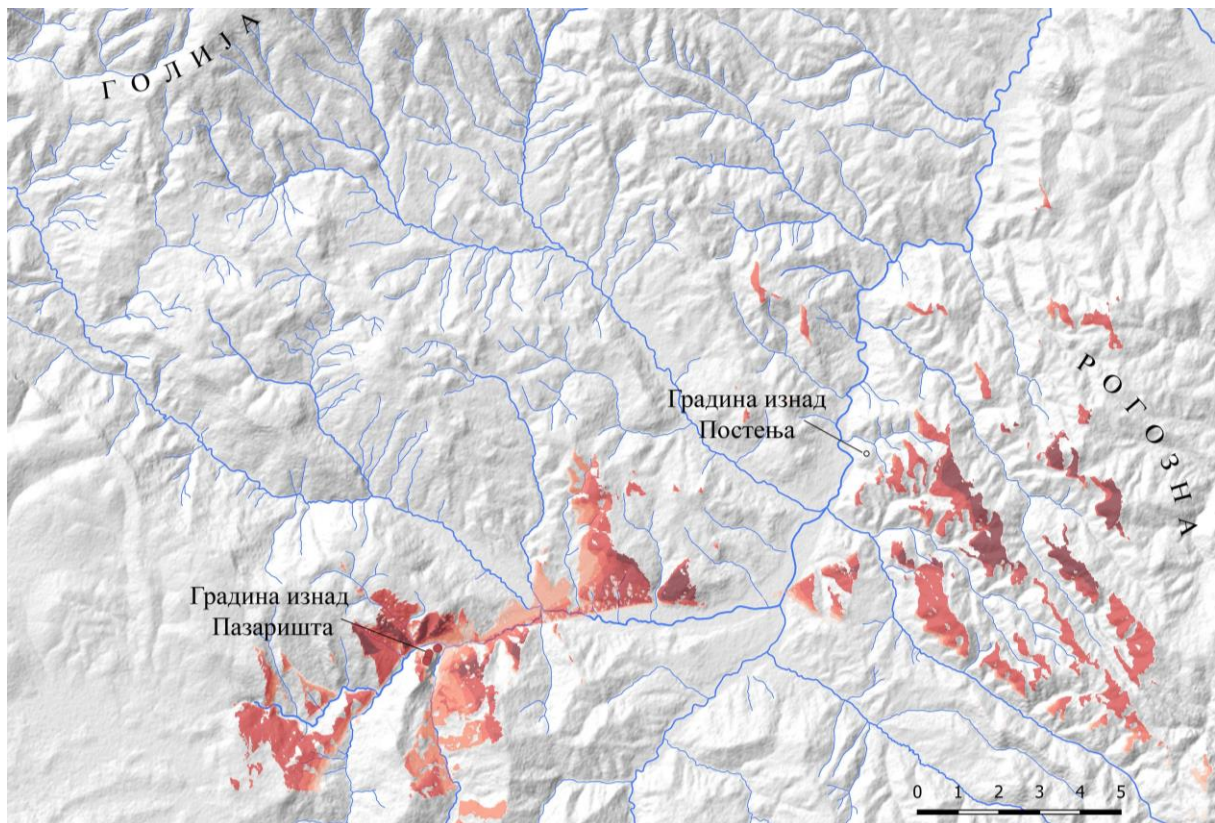 ГОЛИЈА
РОГОЗНА
Градина изнад
Постења
Градина изнад
Пазаришта
0 1 2 3 4 5